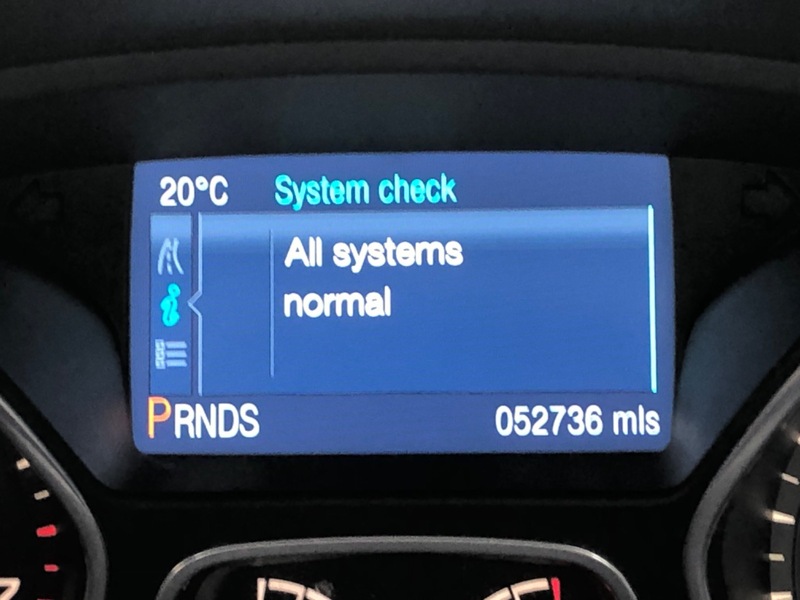 20°C System check
All systems
normal
PRNDS 052736 mls